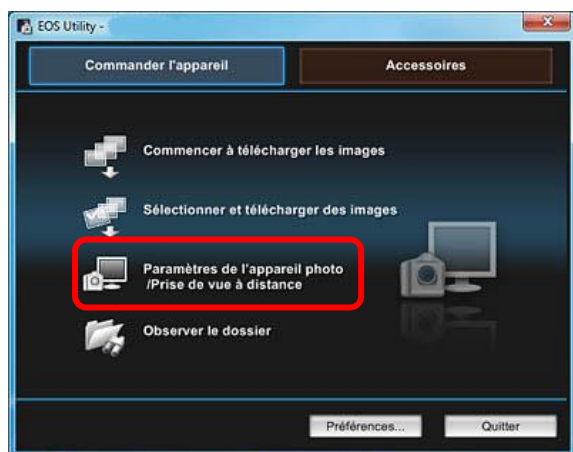 EOS Utility -
Commander l'appareil
Accessoires
Commencer à télécharger les images
Sélectionner et télécharger des images
Paramètres de l'appareil photo
/Prise de vue à distance
Observer le dossier
Préférences...
Quitter